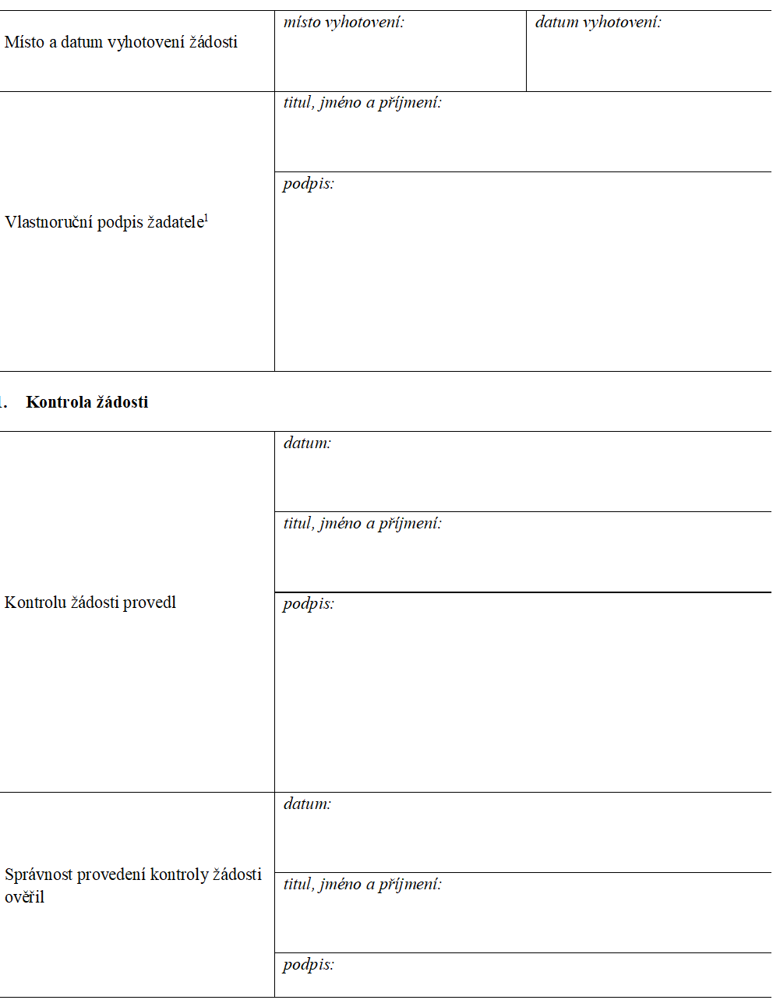 místo vyhotovení:
datum vyhotovení:
Místo a datum vyhotovení žádosti
titul, jméno a příjmení:
podpis:
Vlastnoruční podpis žadatele1
. Kontrola žádosti
datum:
titul, jméno a příjmení:
Kontrolu žádosti provedl
podpis:
datum:
Správnost provedení kontroly žádosti
ověřil
titul, jméno a příjmení:
podpis: